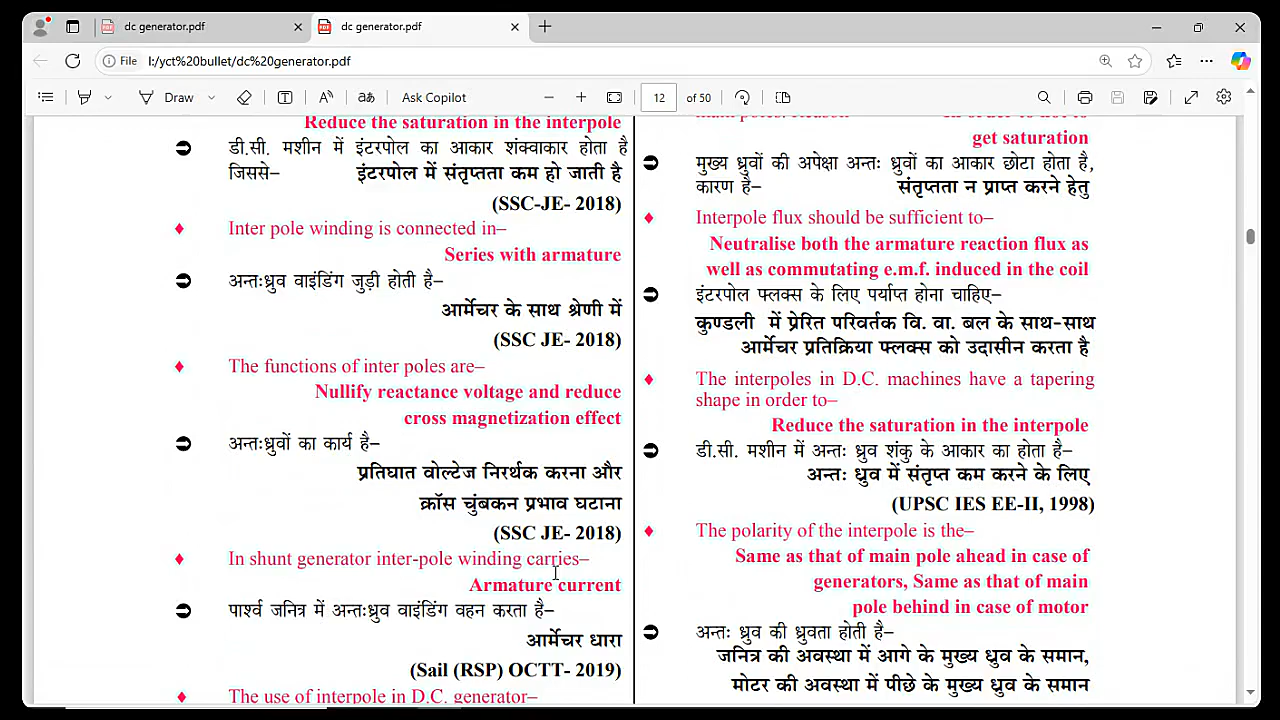 dc generator.pdf
dc generator.pdf
File
I:/yct%20bullet/dc%20generator.pdf
Draw
Ask Copilot
12
of 50
Reduce the saturation in the interpole
डी.सी. मशीन में इंटरपोल का आकार शंक्वाकार होता है
जिससे– इंटरपोल में संतृप्तता कम हो जाती है
(SSC-JE- 2018)
Inter pole winding is connected in–
Series with armature
अन्तःध्रुव वाइंडिंग जुड़ी होती है–
आर्मेचर के साथ श्रेणी में
(SSC JE- 2018)
The functions of inter poles are–
Nullify reactance voltage and reduce
cross magnetization effect
अन्तःध्रुवों का कार्य है–
प्रतिघात वोल्टेज निरर्थक करना और
क्रॉस चुंबकन प्रभाव घटाना
(SSC JE- 2018)
In shunt generator inter-pole winding carries–
Armature current
पार्श्व जनित्र में अन्तःध्रुव वाइंडिंग वहन करता है–
आर्मेचर धारा
(Sail (RSP) OCTT- 2019)
The use of interpole in D.C. generator–
get saturation
मुख्य ध्रुवों की अपेक्षा अन्तः ध्रुवों का आकार छोटा होता है,
कारण है– संतृप्तता न प्राप्त करने हेतु
Interpole flux should be sufficient to–
Neutralise both the armature reaction flux as
well as commutating e.m.f. induced in the coil
इंटरपोल फ्लक्स के लिए पर्याप्त होना चाहिए–
कुण्डली में प्रेरित परिवर्तक वि. वा. बल के साथ-साथ
आर्मेचर प्रतिक्रिया फ्लक्स को उदासीन करता है
The interpoles in D.C. machines have a tapering
shape in order to–
Reduce the saturation in the interpole
डी.सी. मशीन में अन्तः ध्रुव शंकु के आकार का होता है–
अन्तः ध्रुव में संतृप्त कम करने के लिए
(UPSC IES EE-II, 1998)
The polarity of the interpole is the–
Same as that of main pole ahead in case of
generators, Same as that of main
pole behind in case of motor
अन्तः ध्रुव की ध्रुवता होती है–
जनित्र की अवस्था में आगे के मुख्य ध्रुव के समान,
मोटर की अवस्था में पीछे के मुख्य ध्रुव के समान